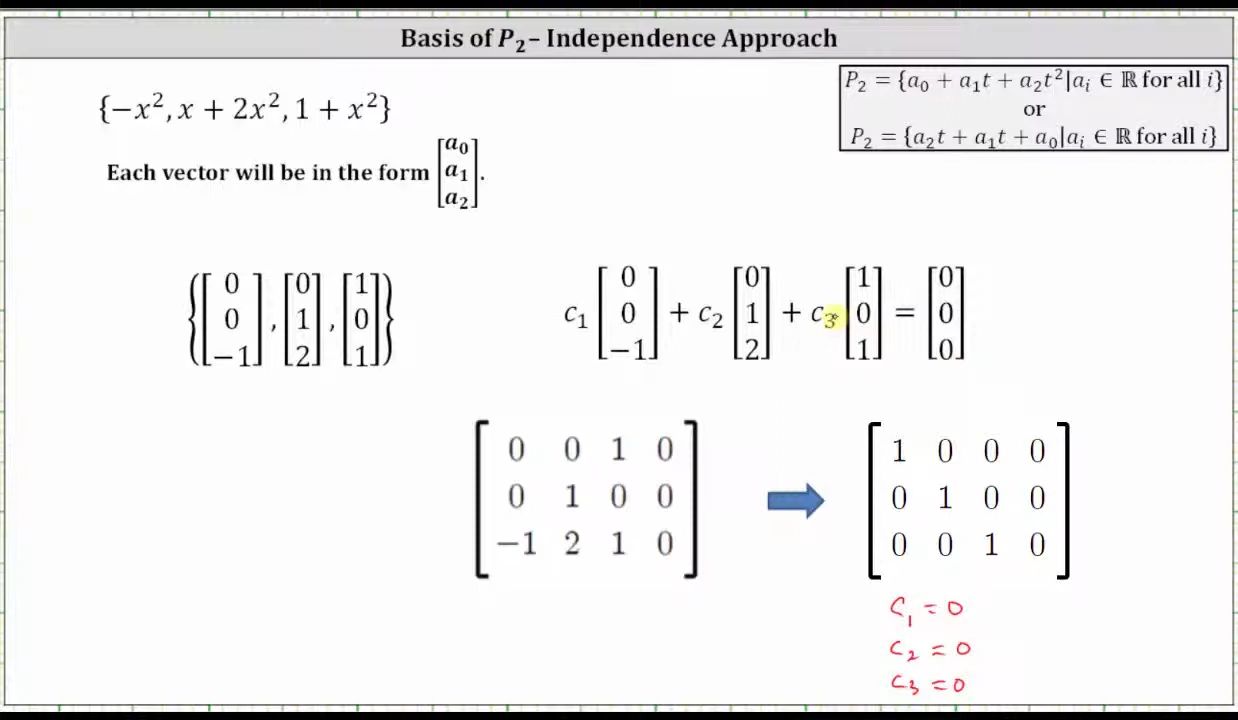 Basis of P₂ – Independence Approach
{−x², x + 2x², 1 + x²}
P₂ = {a₀ + a₁t + a₂t²|aᵢ ∈ ℝ for all i}
or
P₂ = {a₂t + a₁t + a₀|aᵢ ∈ ℝ for all i}
Each vector will be in the form [a₀ a₁ a₂].
{[0 0 −1], [0 1 2], [1 0 1]}
c₁ [0 0 −1] + c₂ [0 1 2] + c₃ [1 0 1] = [0 0 0]
0 0 1 0
0 1 0 0
−1 2 1 0
1 0 0 0
0 1 0 0
0 0 1 0
c₁ = 0
c₂ = 0
c₃ = 0